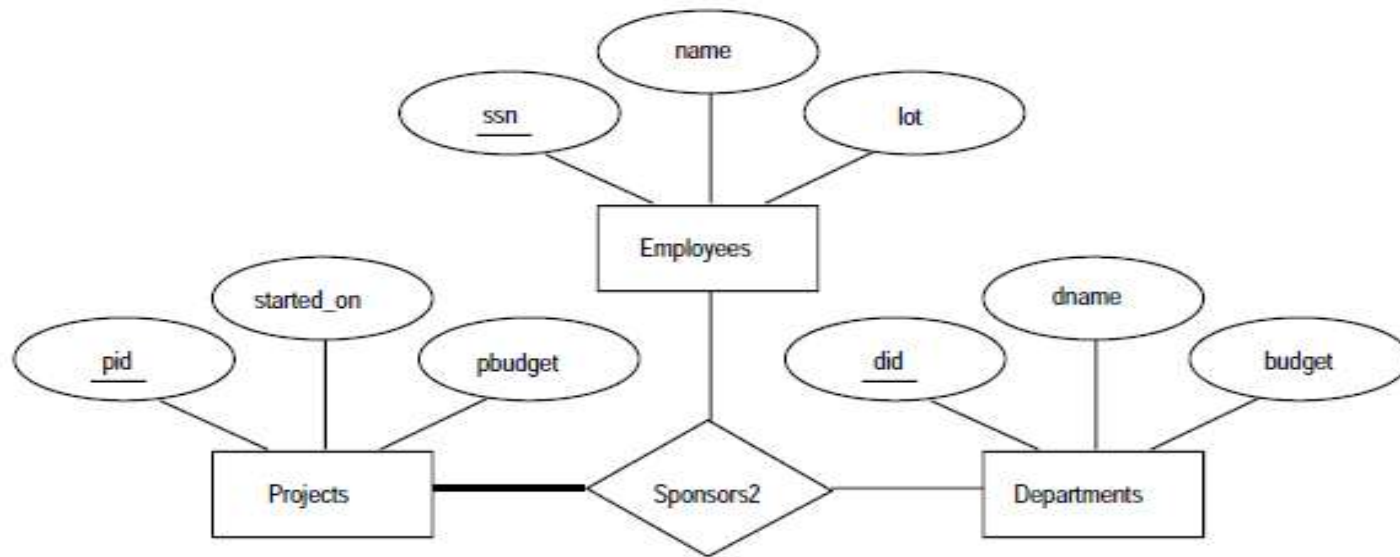 name
ssn
lot
Employees
started_on
dname
pid
pbudget
did
budget
Projects
Sponsors2
Departments